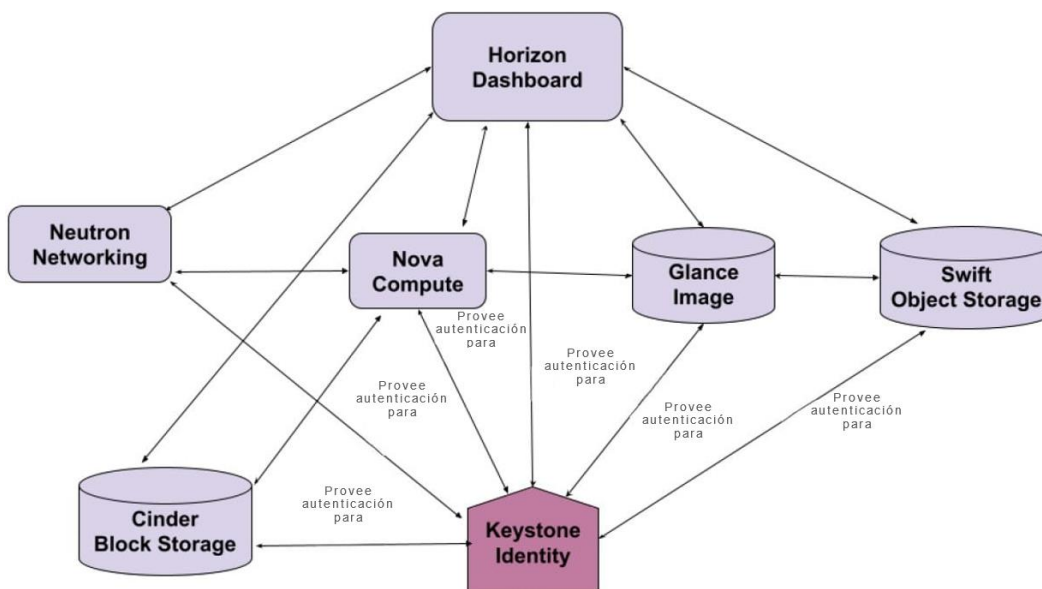 Horizon
Dashboard
Neutron
Networking
Nova
Compute
Glance
Image
Swift
Object Storage
Provee
autenticación
para
Provee
autenticación
para
Provee
autenticación
para
Provee
autenticación
para
Provee
autenticación
para
Provee
autenticación
para
Cinder
Block Storage
Keystone
Identity